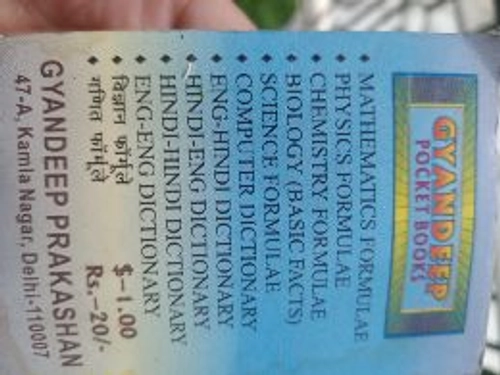 GYANDEEP
POCKET BOOKS
♦ MATHEMATICS FORMULAE
♦ PHYSICS FORMULAE
♦ CHEMISTRY FORMULAE
♦ BIOLOGY (BASIC FACTS)
♦ SCIENCE FORMULAE
♦ COMPUTER DICTIONARY
♦ ENG-HINDI DICTIONARY
♦ HINDI-ENG DICTIONARY
♦ HINDI-HINDI DICTIONARY
♦ ENG-ENG DICTIONARY
♦ विज्ञान फॉर्मूले $-1.00
♦ गणित फॉर्मूले Rs.-20/-
GYANDEEP PRAKASHAN
47-A, Kamla Nagar, Delhi-110007